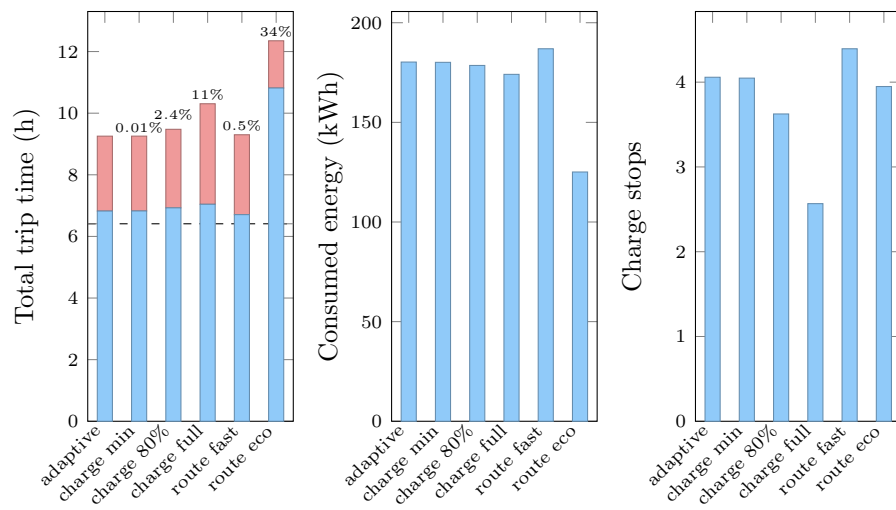 Total trip time (h)
12
10
8
6
4
2
0
0.01%
2.4%
11%
0.5%
34%
adaptive
charge min
charge 80%
charge full
route fast
route eco
Consumed energy (kWh)
200
150
100
50
0
adaptive
charge min
charge 80%
charge full
route fast
route eco
Charge stops
4
3
2
1
0
adaptive
charge min
charge 80%
charge full
route fast
route eco